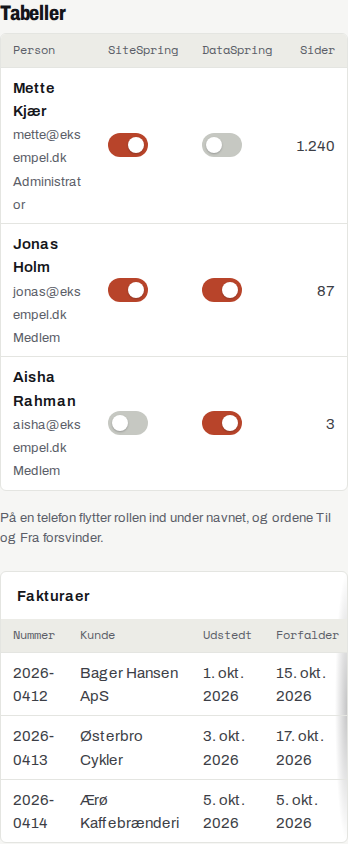 Tabeller
Person SiteSpring DataSpring Sider
Mette
Kjær
mette@eks
empel.dk
Administrat
or
1.240
Jonas
Holm
jonas@eks
empel.dk
Medlem
87
Aisha
Rahman
aisha@eks
empel.dk
Medlem
3
På en telefon flytter rollen ind under navnet, og ordene Til
og Fra forsvinder.
Fakturaer
Nummer Kunde Udstedt Forfalder
2026- Bager Hansen 1. okt. 15. okt.
0412 ApS 2026 2026
2026- Østerbro 3. okt. 17. okt.
0413 Cykler 2026 2026
2026- Ærø 5. okt. 5. okt.
0414 Kaffebrænderi 2026 2026